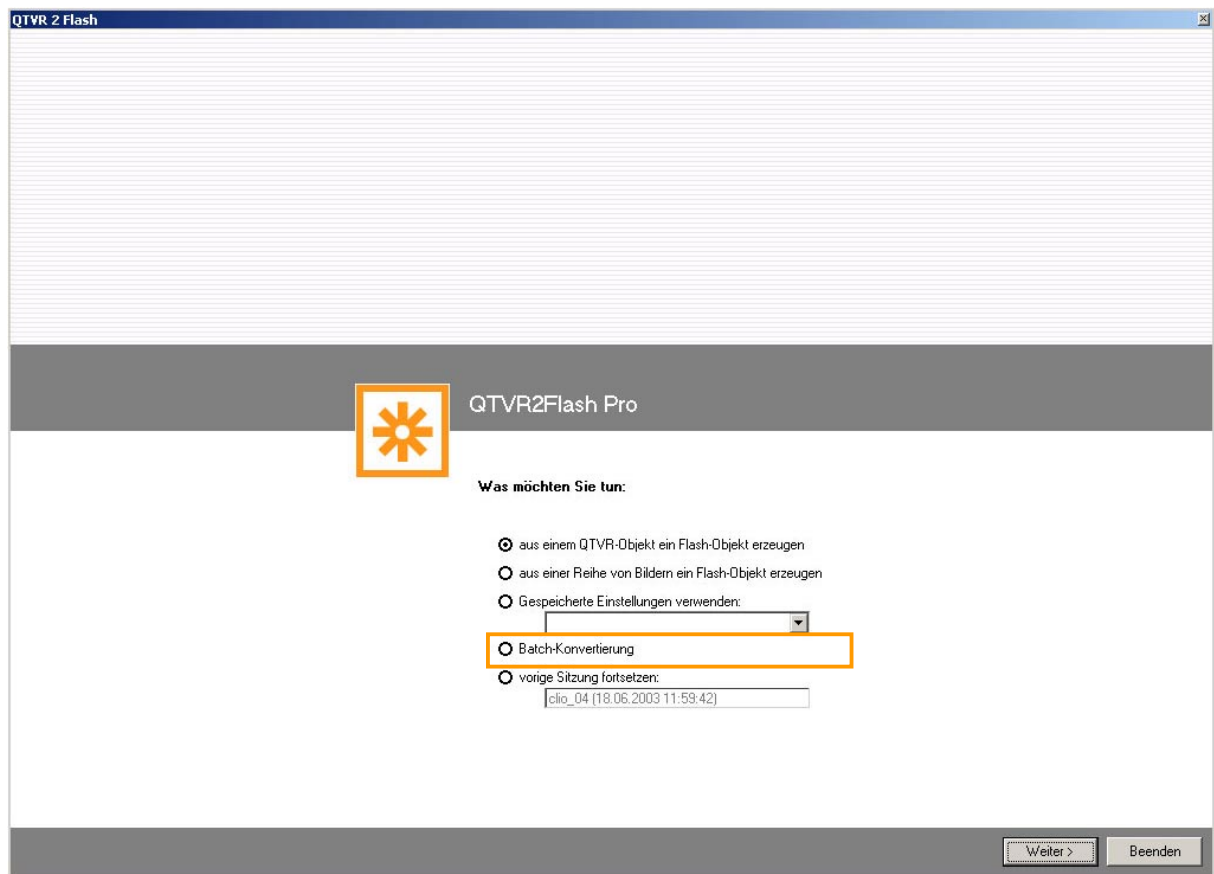 QTVR 2 Flash
QTVR2Flash Pro
Was möchten Sie tun:
aus einem QTVR-Objekt ein Flash-Objekt erzeugen
aus einer Reihe von Bildern ein Flash-Objekt erzeugen
Gespeicherte Einstellungen verwenden:
Batch-Konvertierung
vorige Sitzung fortsetzen:
clio_04 (18.06.2003 11:59:42)
Weiter > Beenden